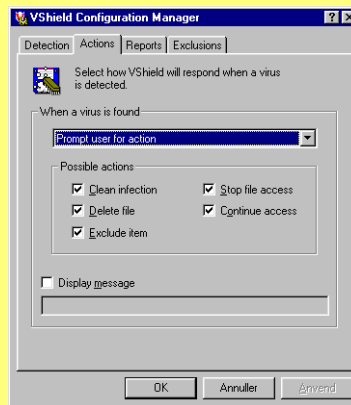 VShield Configuration Manager
Detection Actions Reports Exclusions
Select how VShield will respond when a virus
is detected.
When a virus is found
Prompt user for action
Possible actions
Clean infection
Stop file access
Delete file
Continue access
Exclude item
Display message
OK Annuller Anvend